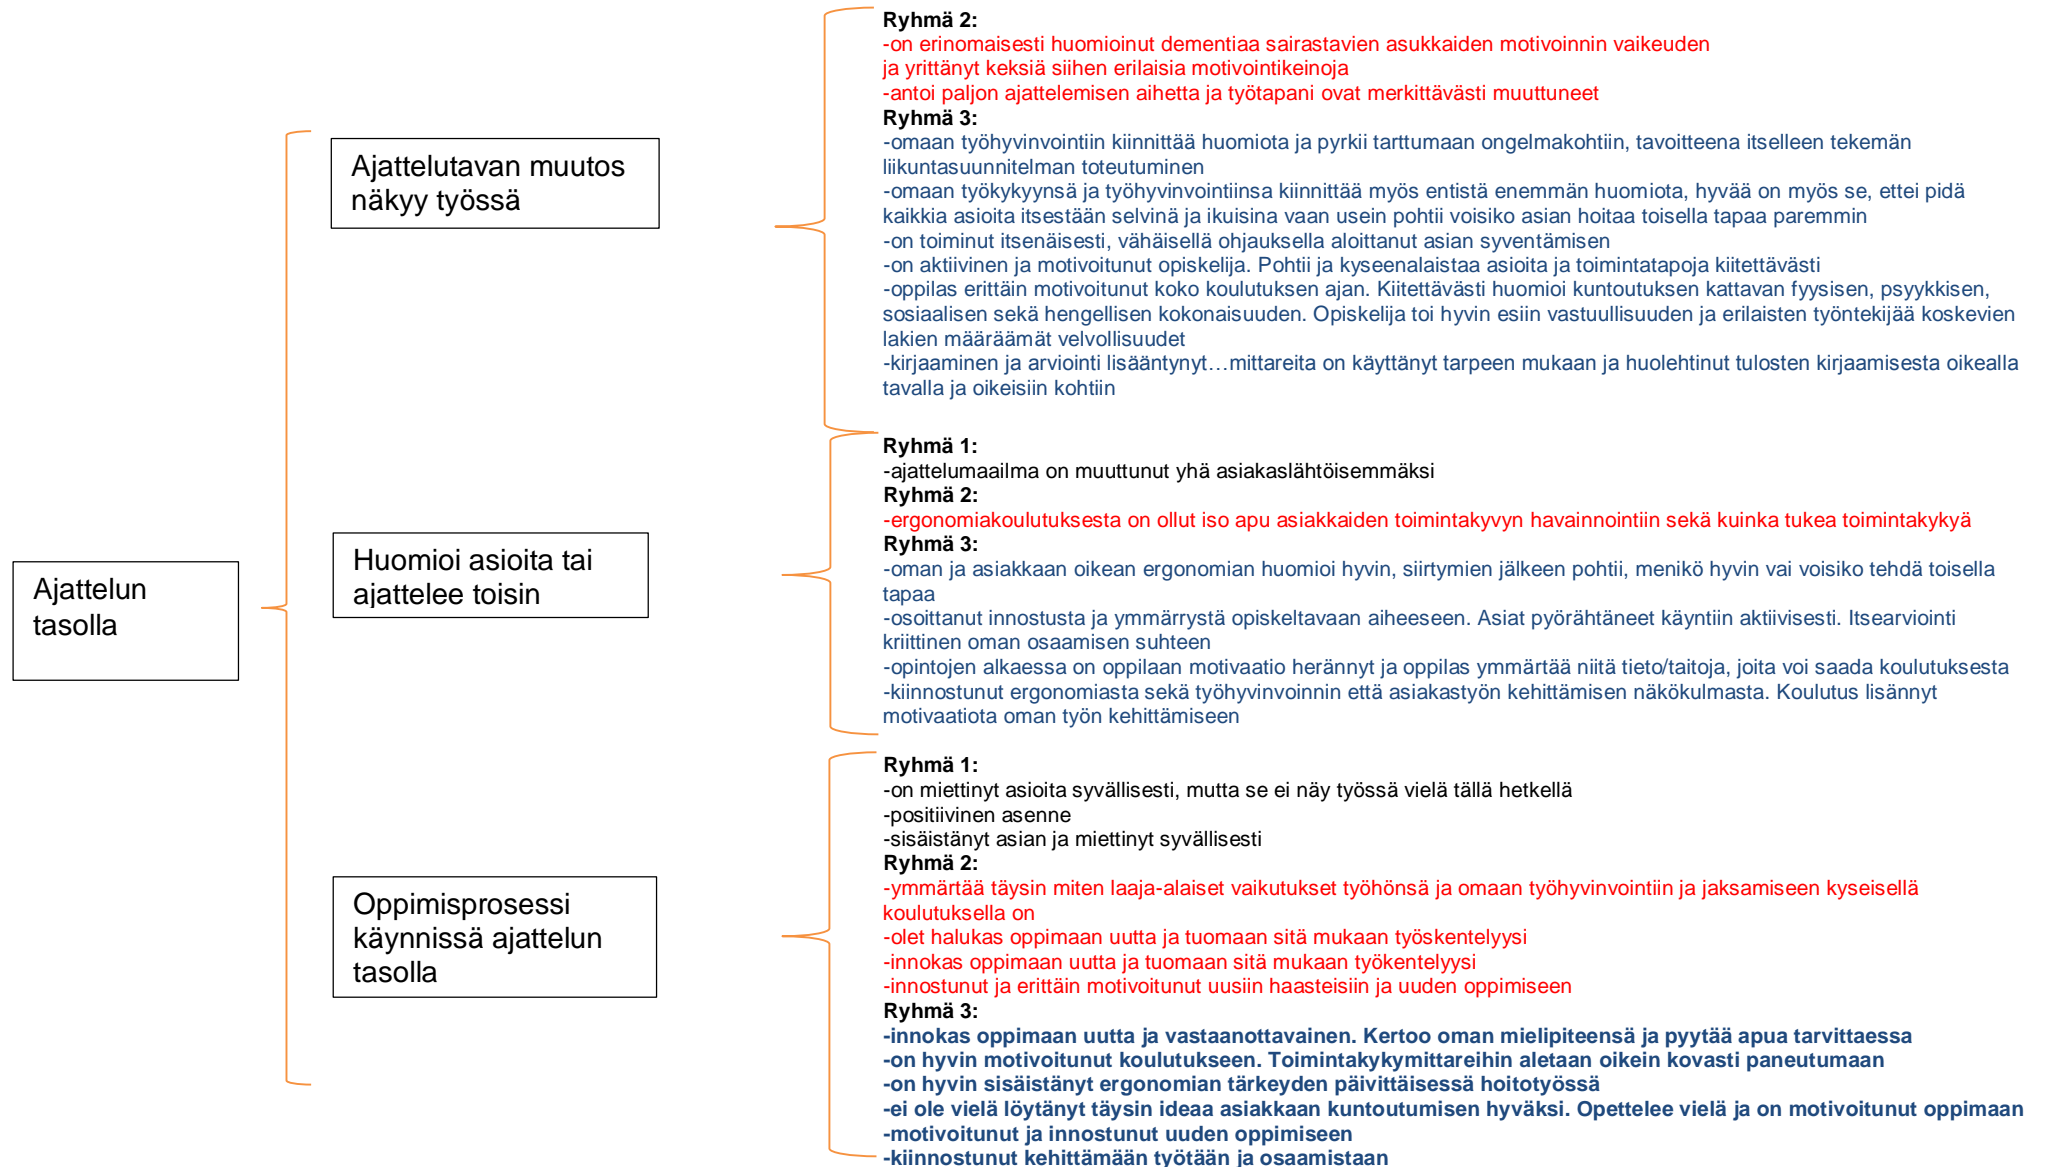 Ajattelun
tasolla
Ajattelutavan muutos
näkyy työssä
Ryhmä 2:
-on erinomaisesti huomioinut dementiaa sairastavien asukkaiden motivoinnin vaikeuden
ja yrittänyt keksiä siihen erilaisia motivointikeinoja
-antoi paljon ajattelemisen aihetta ja työtapani ovat merkittävästi muuttuneet
Ryhmä 3:
-omaan työhyvinvointiin kiinnittää huomiota ja pyrkii tarttumaan ongelmakohtiin, tavoitteena itselleen tekemän
liikuntasuunnitelman toteutuminen
-omaan työkykyynsä ja työhyvinvointiinsa kiinnittää myös entistä enemmän huomiota, hyvää on myös se, ettei pidä
kaikkia asioita itsestään selvinä ja ikuisina vaan usein pohtii voisiko asian hoitaa toisella tapaa paremmin
-on toiminut itsenäisesti, vähäisellä ohjauksella aloittanut asian syventämisen
-on aktiivinen ja motivoitunut opiskelija. Pohtii ja kyseenalaistaa asioita ja toimintatapoja kiitettävästi
-oppilas erittäin motivoitunut koko koulutuksen ajan. Kiitettävästi huomioi kuntoutuksen kattavan fyysisen, psyykkisen,
sosiaalisen sekä hengellisen kokonaisuuden. Opiskelija toi hyvin esiin vastuullisuuden ja erilaisten työntekijää koskevien
lakien määräämät velvollisuudet
-kirjaaminen ja arviointi lisääntynyt…mittareita on käyttänyt tarpeen mukaan ja huolehtinut tulosten kirjaamisesta oikealla
tavalla ja oikeisiin kohtiin
Huomioi asioita tai
ajattelee toisin
Ryhmä 1:
-ajattelumaailma on muuttunut yhä asiakaslähtöisemmäksi
Ryhmä 2:
-ergonomiakoulutuksesta on ollut iso apu asiakkaiden toimintakyvyn havainnointiin sekä kuinka tukea toimintakykyä
Ryhmä 3:
-oman ja asiakkaan oikean ergonomian huomioi hyvin, siirtymien jälkeen pohtii, menikö hyvin vai voisiko tehdä toisella
tapaa
-osoittanut innostusta ja ymmärrystä opiskeltavaan aiheeseen. Asiat pyörähtäneet käyntiin aktiivisesti. Itsearviointi
kriittinen oman osaamisen suhteen
-opintojen alkaessa on oppilaan motivaatio herännyt ja oppilas ymmärtää niitä tieto/taitoja, joita voi saada koulutuksesta
-kiinnostunut ergonomiasta sekä työhyvinvoinnin että asiakastyön kehittämisen näkökulmasta. Koulutus lisännyt
motivaatiota oman työn kehittämiseen
Oppimisprosessi
käynnissä ajattelun
tasolla
Ryhmä 1:
-on miettinyt asioita syvällisesti, mutta se ei näy työssä vielä tällä hetkellä
-positiivinen asenne
-sisäistänyt asian ja miettinyt syvällisesti
Ryhmä 2:
-ymmärtää täysin miten laaja-alaiset vaikutukset työhönsä ja omaan työhyvinvointiin ja jaksamiseen kyseisellä
koulutuksella on
-olet halukas oppimaan uutta ja tuomaan sitä mukaan työskentelyysi
-innokas oppimaan uutta ja tuomaan sitä mukaan työkentelyysi
-innostunut ja erittäin motivoitunut uusiin haasteisiin ja uuden oppimiseen
Ryhmä 3:
-innokas oppimaan uutta ja vastaanottavainen. Kertoo oman mielipiteensä ja pyytää apua tarvittaessa
-on hyvin motivoitunut koulutukseen. Toimintakykymittareihin aletaan oikein kovasti paneutumaan
-on hyvin sisäistänyt ergonomian tärkeyden päivittäisessä hoitotyössä
-ei ole vielä löytänyt täysin ideaa asiakkaan kuntoutumisen hyväksi. Opettelee vielä ja on motivoitunut oppimaan
-motivoitunut ja innostunut uuden oppimiseen
-kiinnostunut kehittämään työtään ja osaamistaan